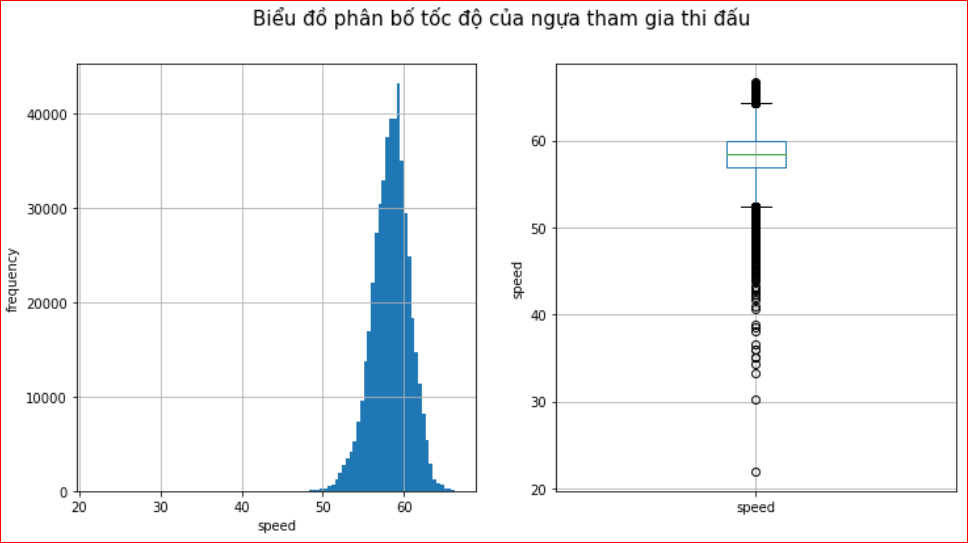 Biểu đồ phân bố tốc độ của ngựa tham gia thi đấu
frequency
40000
30000
20000
10000
0
20 30 40 50 60
speed
speed
60
50
40
30
20
speed